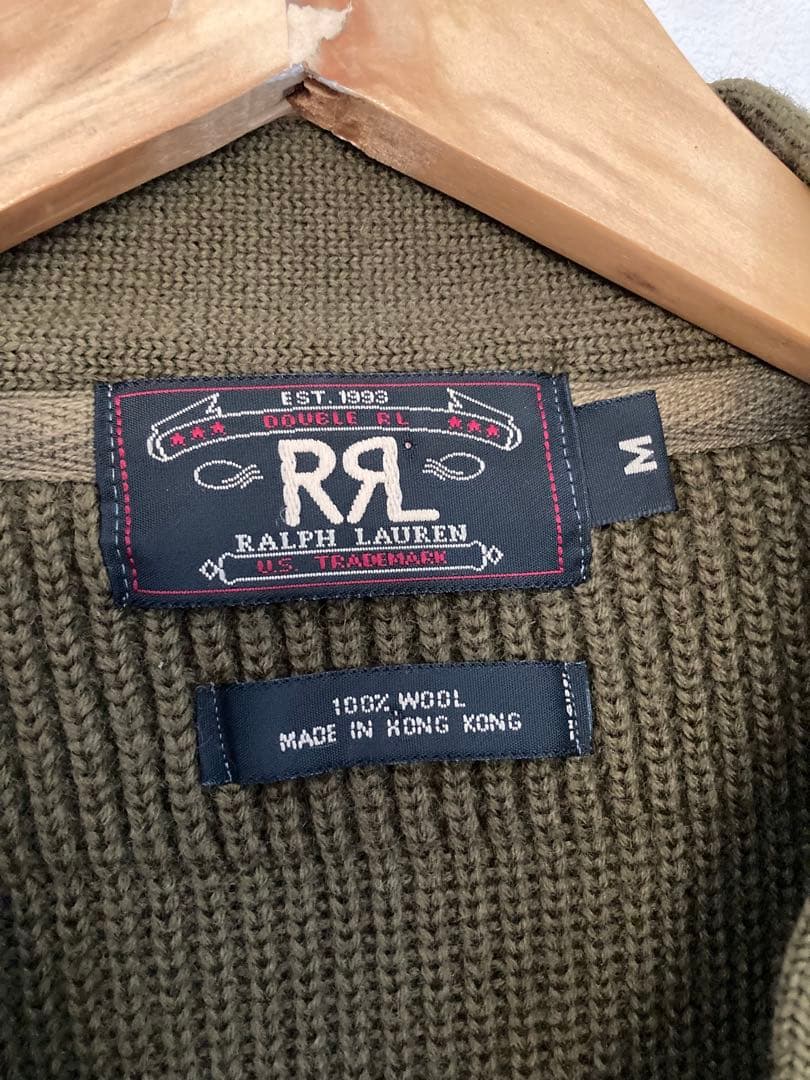 EST. 1993
DOUBLE RL
RRL
RALPH LAUREN
U.S. TRADEMARK
M
100% WOOL
MADE IN HONG KONG